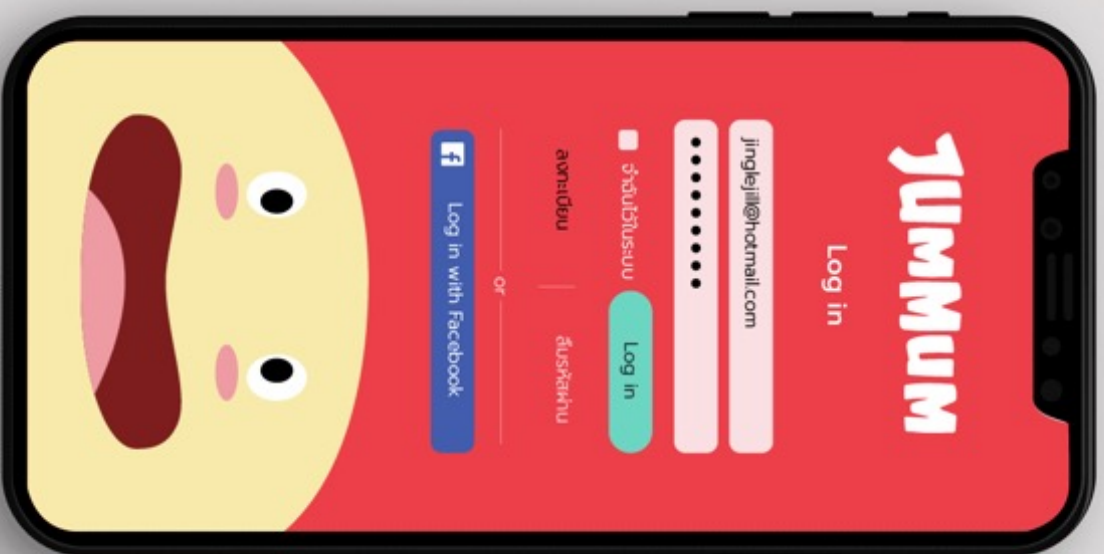 JUMMUM
Log in
jinglejill@hotmail.com
จำฉันไว้ในระบบ
Log in
ลงทะเบียน
ลืมรหัสผ่าน
or
Log in with Facebook